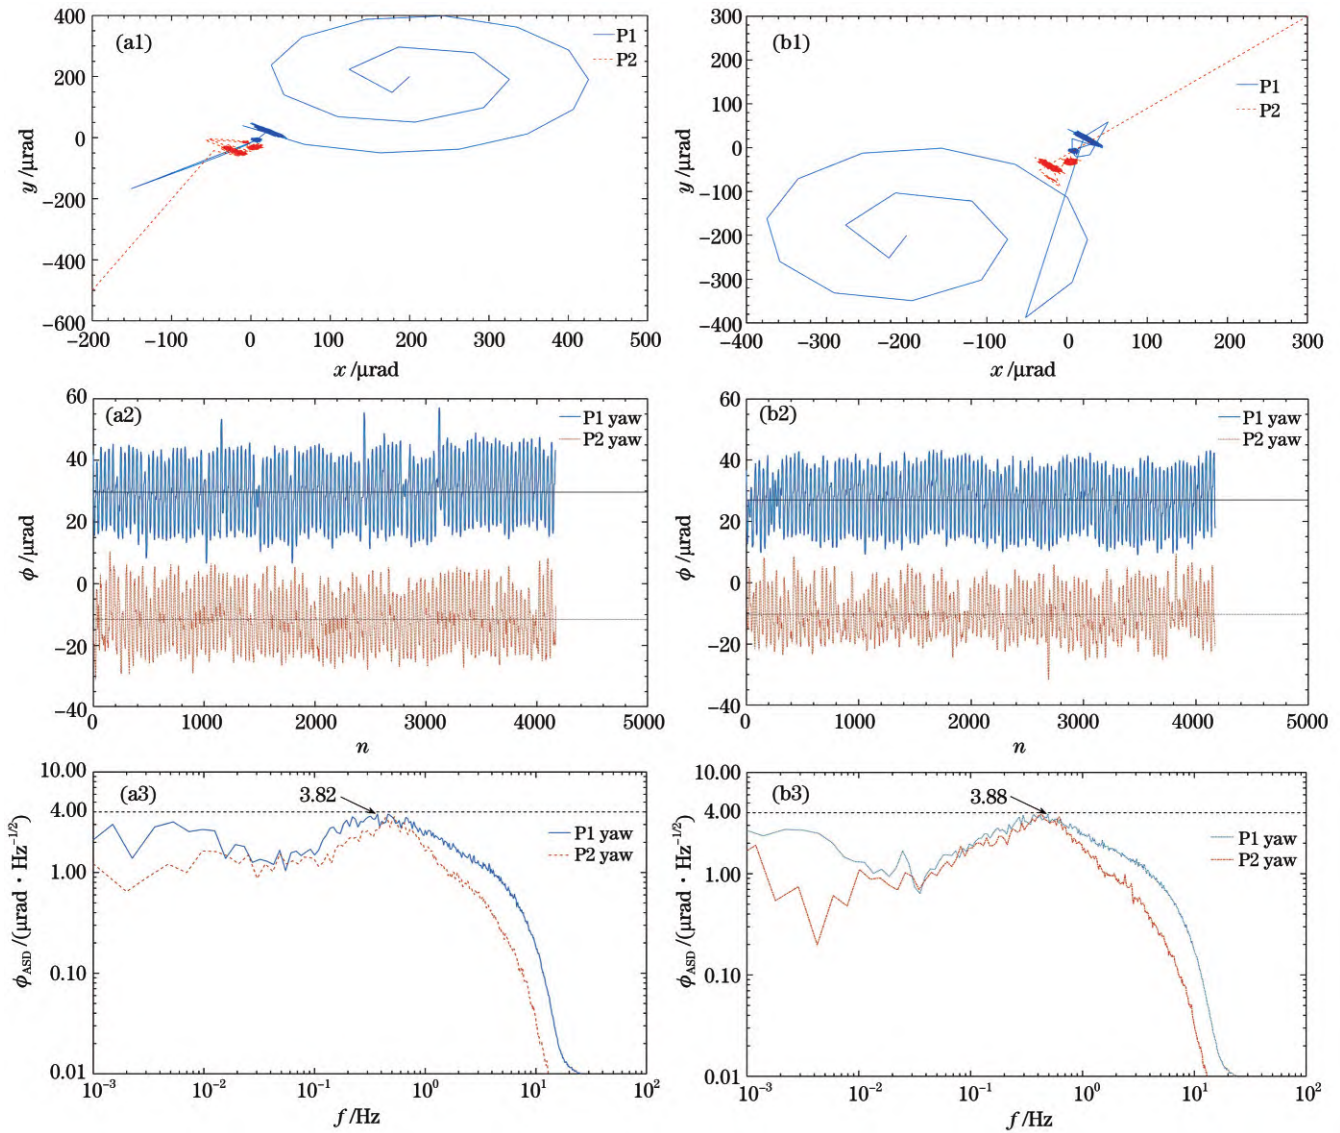 (a1)
P1
P2
400
200
0
−200
−400
−600
y /μrad
−200
−100
0
100
200
300
400
500
x /μrad
(b1)
P1
P2
300
200
100
0
−100
−200
−300
−400
y /μrad
−400
−300
−200
−100
0
100
200
300
x /μrad
(a2)
P1 yaw
P2 yaw
60
40
20
0
−20
−40
ϕ /μrad
0
1000
2000
3000
4000
5000
n
(b2)
P1 yaw
P2 yaw
60
40
20
0
−20
−40
ϕ /μrad
0
1000
2000
3000
4000
5000
n
(a3)
3.82
P1 yaw
P2 yaw
10.00
4.00
1.00
0.10
0.01
ϕASD /(μrad · Hz−1/2)
10−3
10−2
10−1
100
101
102
f /Hz
(b3)
3.88
P1 yaw
P2 yaw
10.00
4.00
1.00
0.10
0.01
ϕASD /(μrad · Hz−1/2)
10−3
10−2
10−1
100
101
102
f /Hz